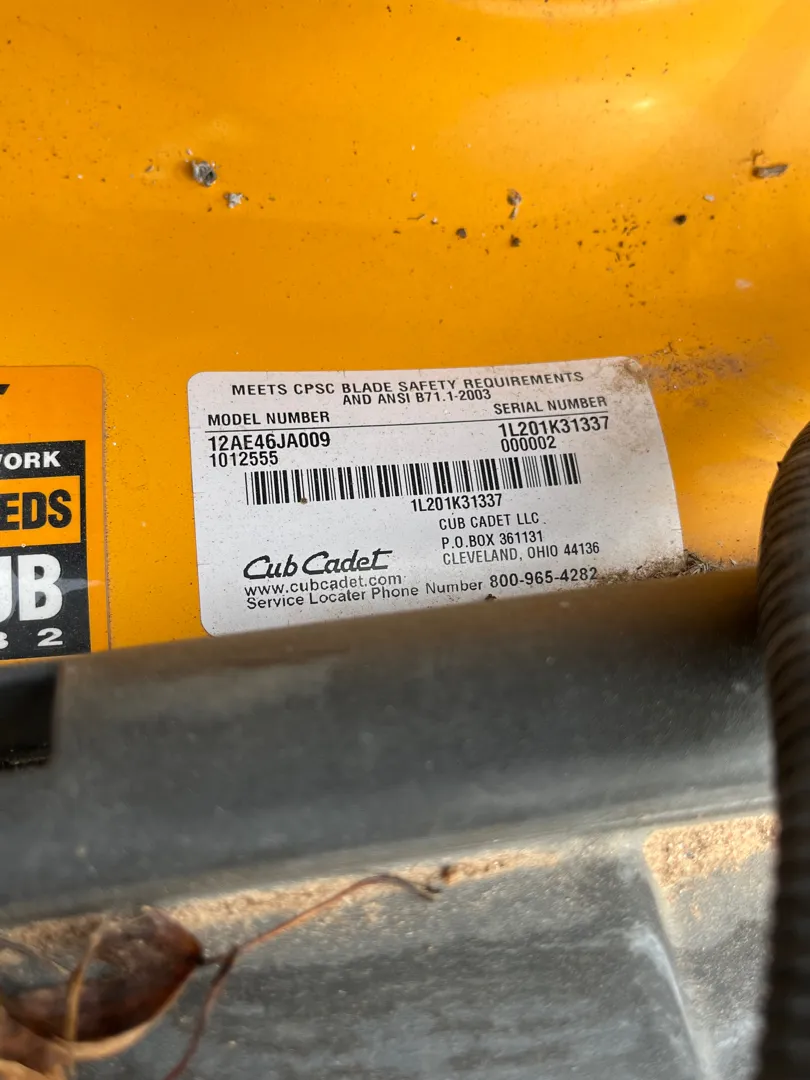 MEETS CPSC BLADE SAFETY REQUIREMENTS
AND ANSI B71.1-2003
MODEL NUMBER SERIAL NUMBER
12AE46JA009 1L201K31337
1012555 000002
1L201K31337
CUB CADET LLC
P.O.BOX 361131
CLEVELAND, OHIO 44136
Cub Cadet
www.cubcadet.com
Service Locater Phone Number 800-965-4282
ORK
EDS
UB
2